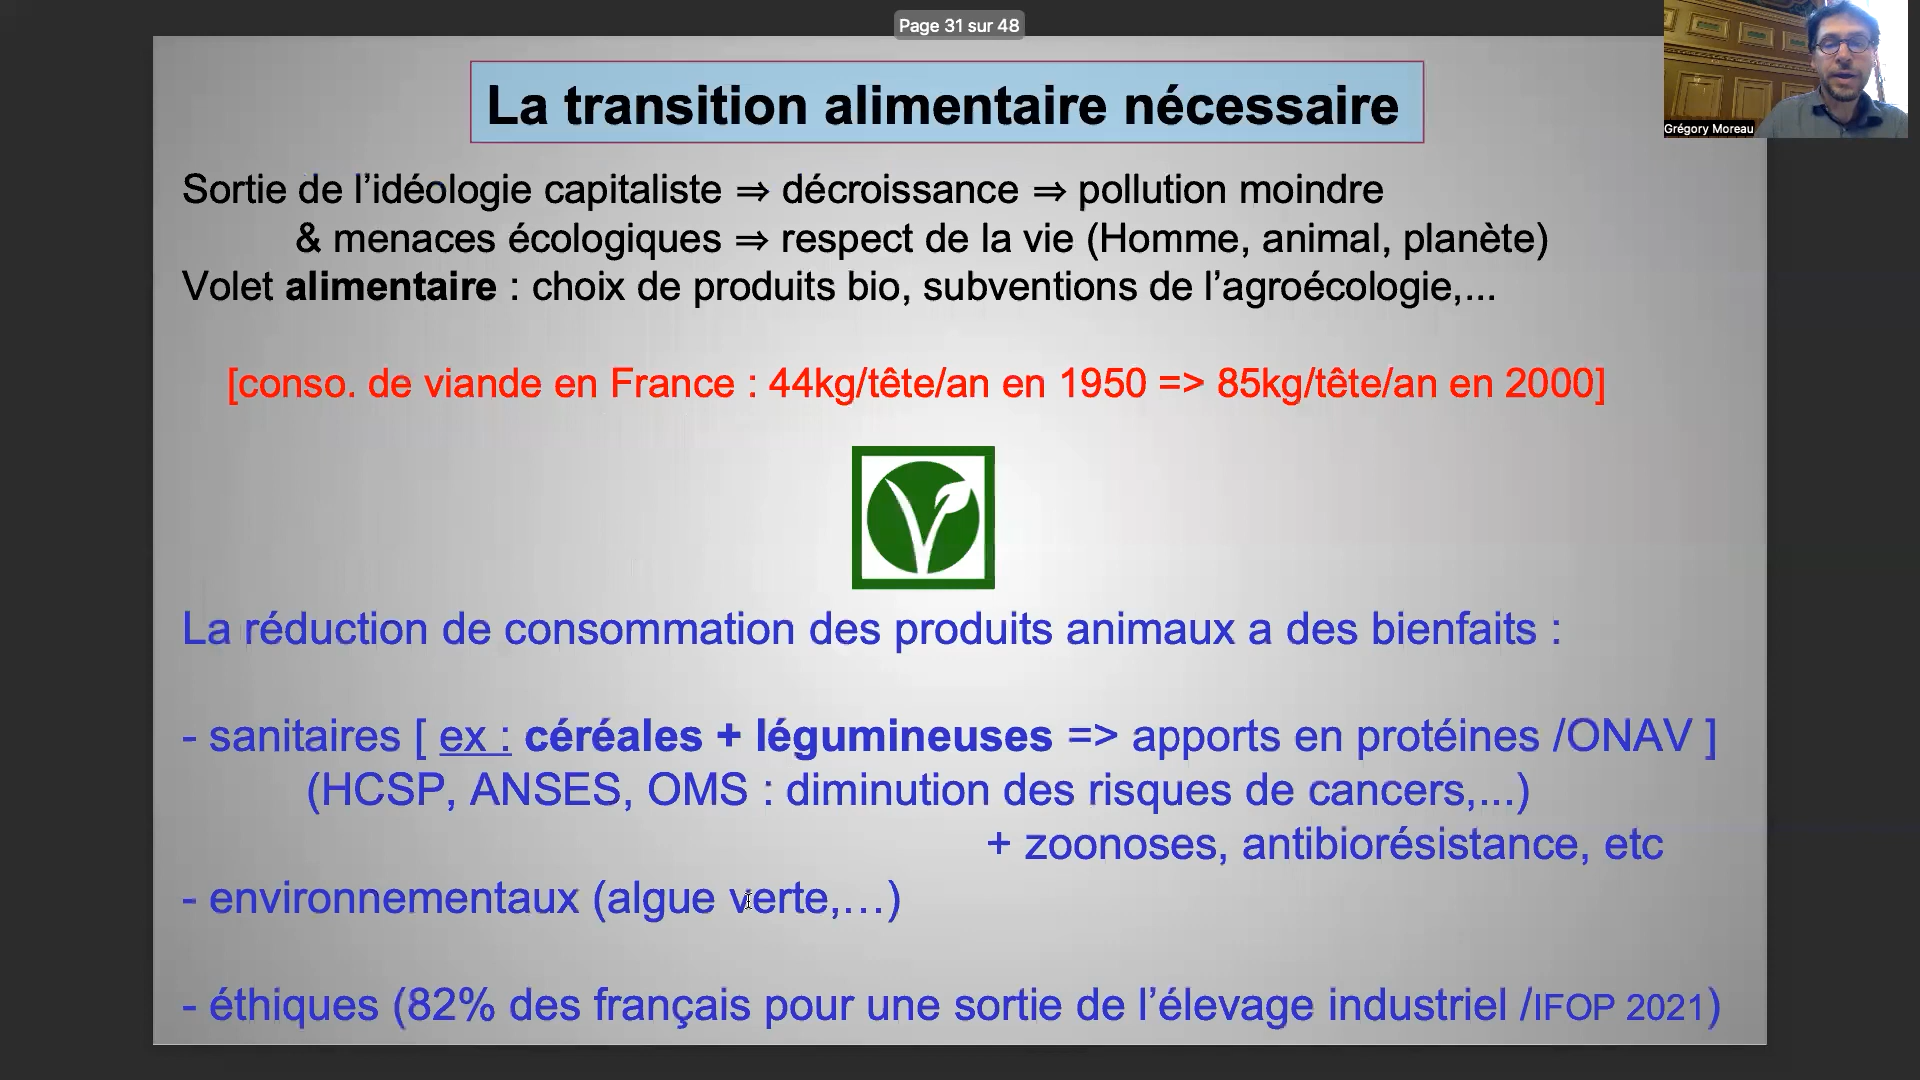 Page 31 sur 48
Grégory Moreau
La transition alimentaire nécessaire
Sortie de l’idéologie capitaliste ⇒ décroissance ⇒ pollution moindre
& menaces écologiques ⇒ respect de la vie (Homme, animal, planète)
Volet alimentaire : choix de produits bio, subventions de l’agroécologie,...
[conso. de viande en France : 44kg/tête/an en 1950 => 85kg/tête/an en 2000]
La réduction de consommation des produits animaux a des bienfaits :
- sanitaires [ ex : céréales + légumineuses => apports en protéines /ONAV ]
(HCSP, ANSES, OMS : diminution des risques de cancers,...)
+ zoonoses, antibiorésistance, etc
- environnementaux (algue verte,…)
- éthiques (82% des français pour une sortie de l’élevage industriel /IFOP 2021)